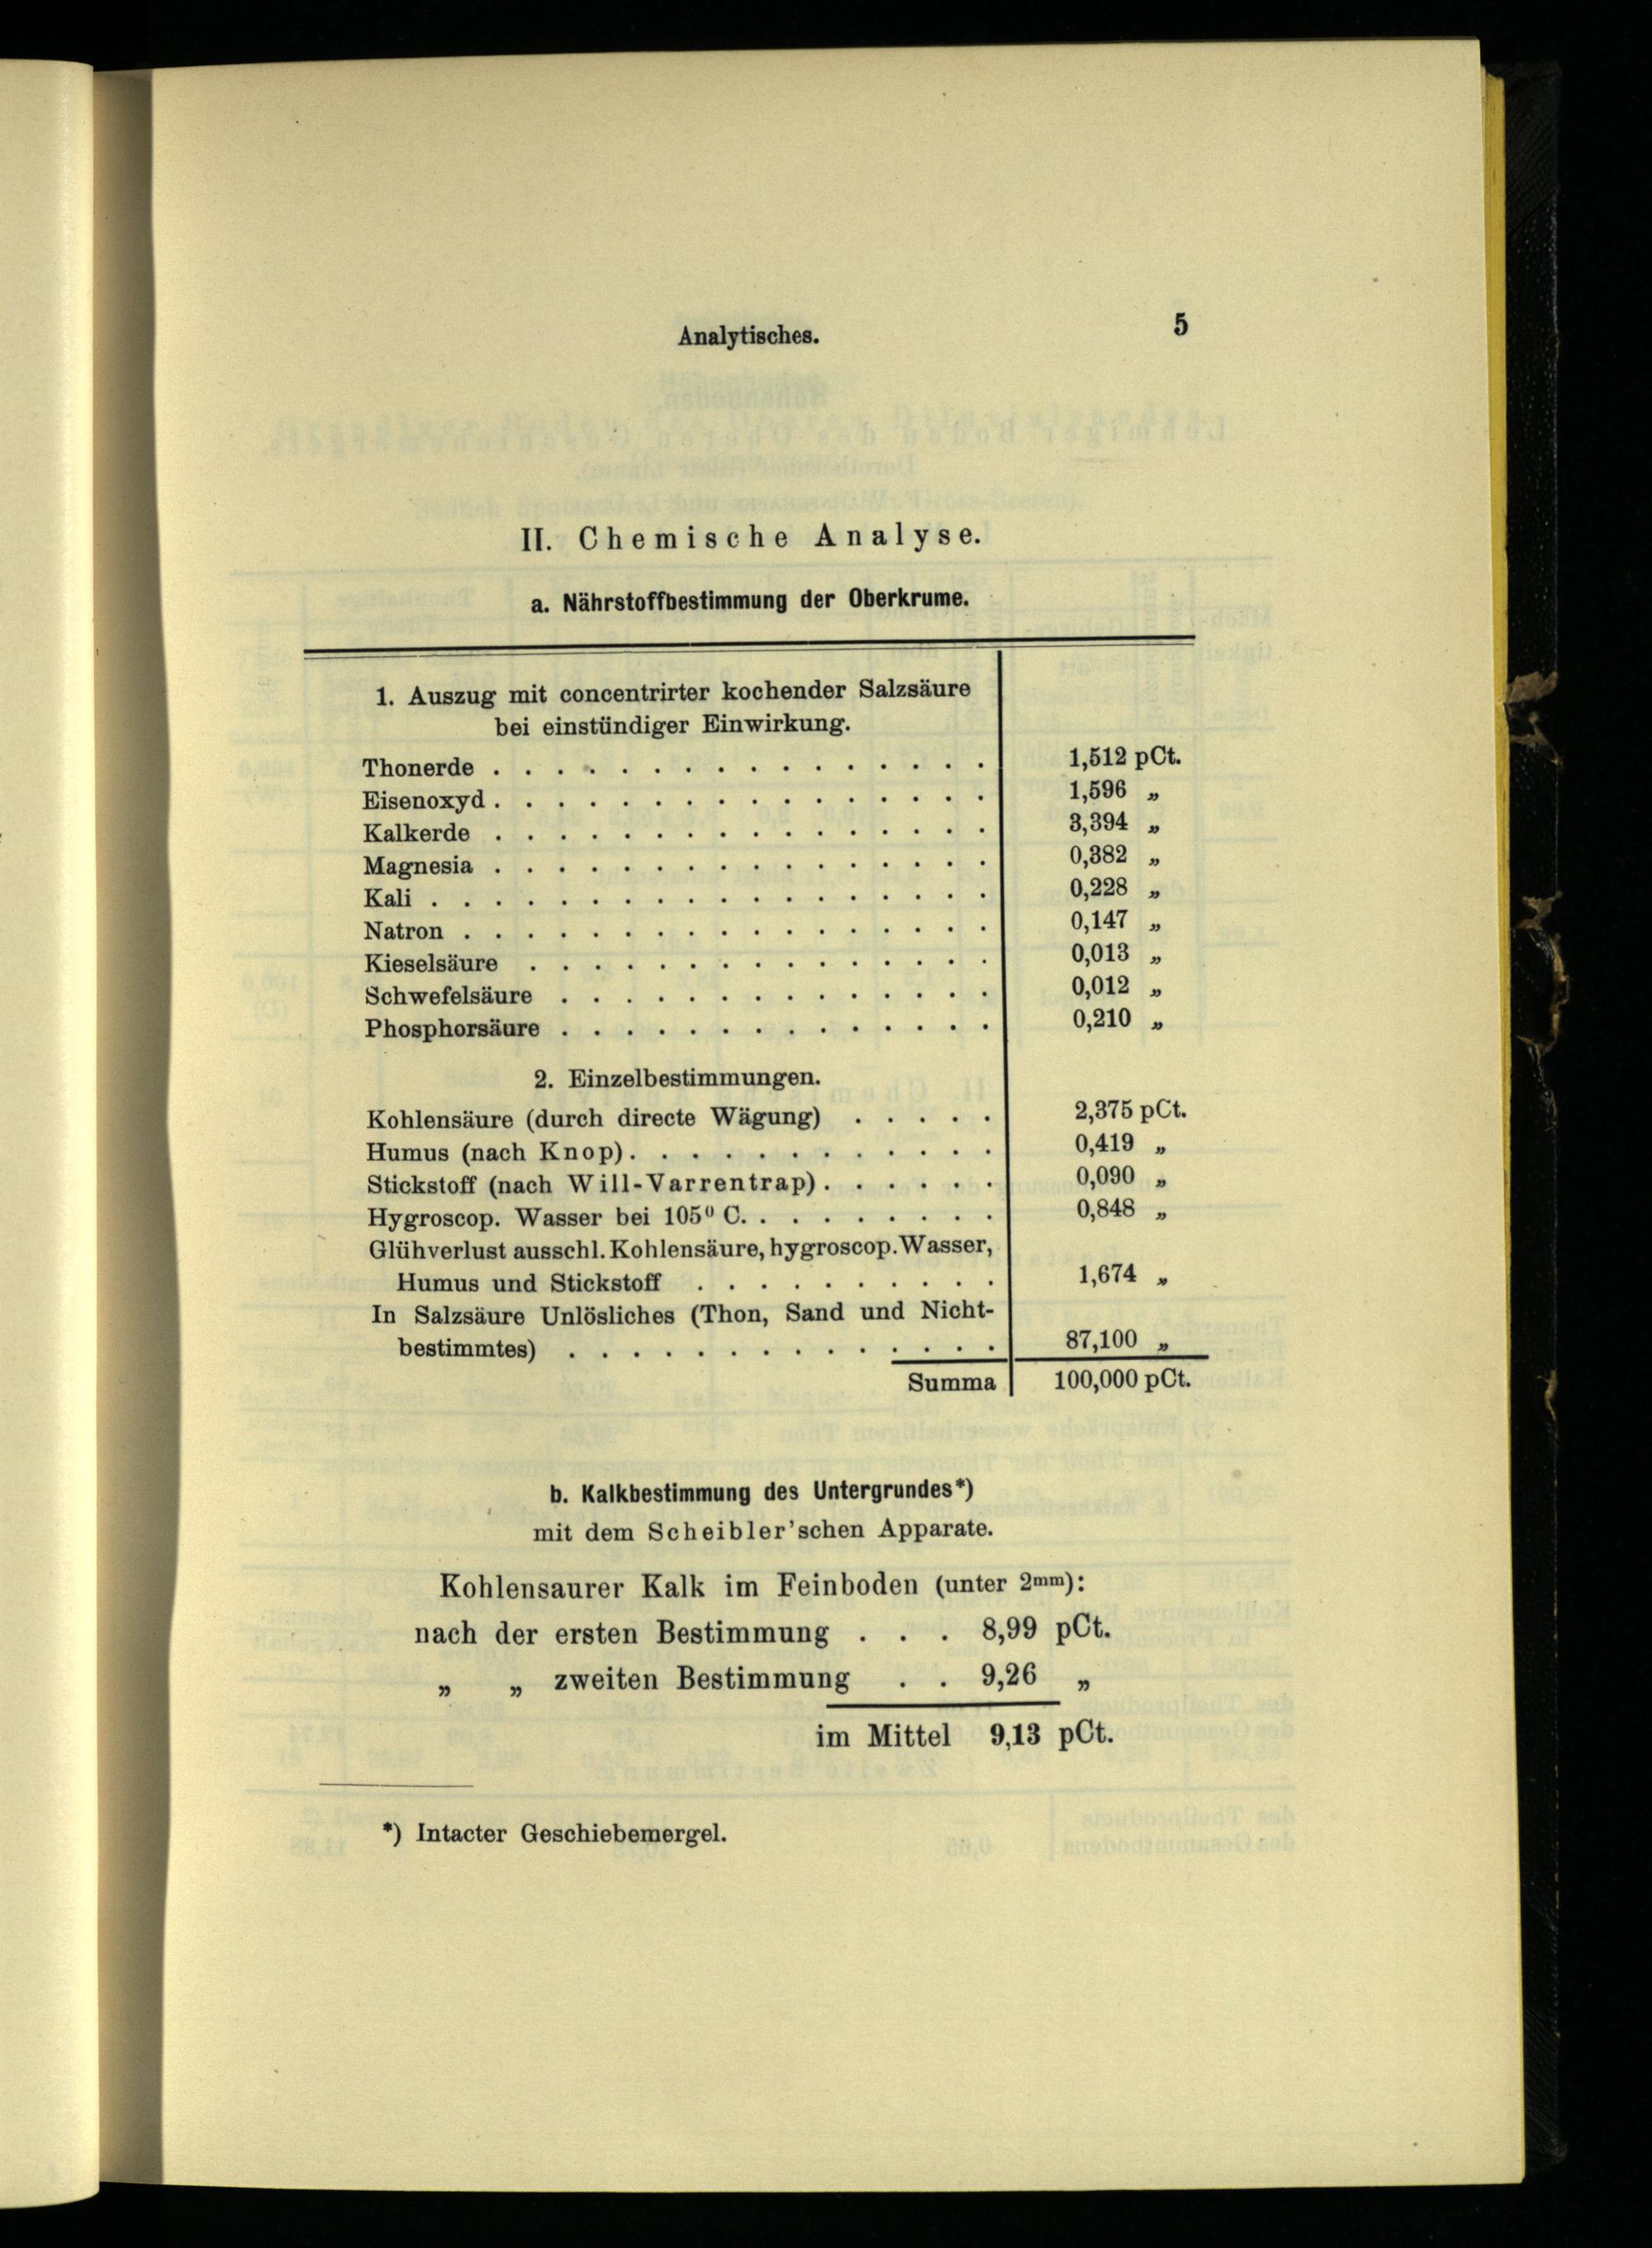 Analytisches. 5
II. Chemische Analyse.
a. Nährstoffbestimmung der Oberkrume.
1. Auszug mit concentrirter kochender Salzsäure
bei einstündiger Einwirkung.
Thonerde . . . . . . . . . . . . . . . . 1,512 pCt.
Eisenoxyd . . . . . . . . . . . . . . . . 1,596 „
Kalkerde . . . . . . . . . . . . . . . . 3,394 „
Magnesia . . . . . . . . . . . . . . . . 0,382 „
Kali . . . . . . . . . . . . . . . . . . 0,228 „
Natron . . . . . . . . . . . . . . . . . 0,147 „
Kieselsäure . . . . . . . . . . . . . . . 0,013 „
Schwefelsäure . . . . . . . . . . . . . . 0,012 „
Phosphorsäure . . . . . . . . . . . . . . 0,210 „
2. Einzelbestimmungen.
Kohlensäure (durch directe Wägung) . . . . . 2,375 pCt.
Humus (nach Knop) . . . . . . . . . . . . 0,419 „
Stickstoff (nach Will-Varrentrap) . . . . . . 0,090 „
Hygroscop. Wasser bei 105⁰ C. . . . . . . . . 0,848 „
Glühverlust ausschl. Kohlensäure, hygroscop. Wasser,
Humus und Stickstoff . . . . . . . . . . 1,674 „
In Salzsäure Unlösliches (Thon, Sand und Nicht-
bestimmtes) . . . . . . . . . . . . . . 87,100 „
Summa 100,000 pCt.
b. Kalkbestimmung des Untergrundes*)
mit dem Scheibler'schen Apparate.
Kohlensaurer Kalk im Feinboden (unter 2mm):
nach der ersten Bestimmung . . . 8,99 pCt.
„ „ zweiten Bestimmung . . 9,26 „
im Mittel 9,13 pCt.
*) Intacter Geschiebemergel.